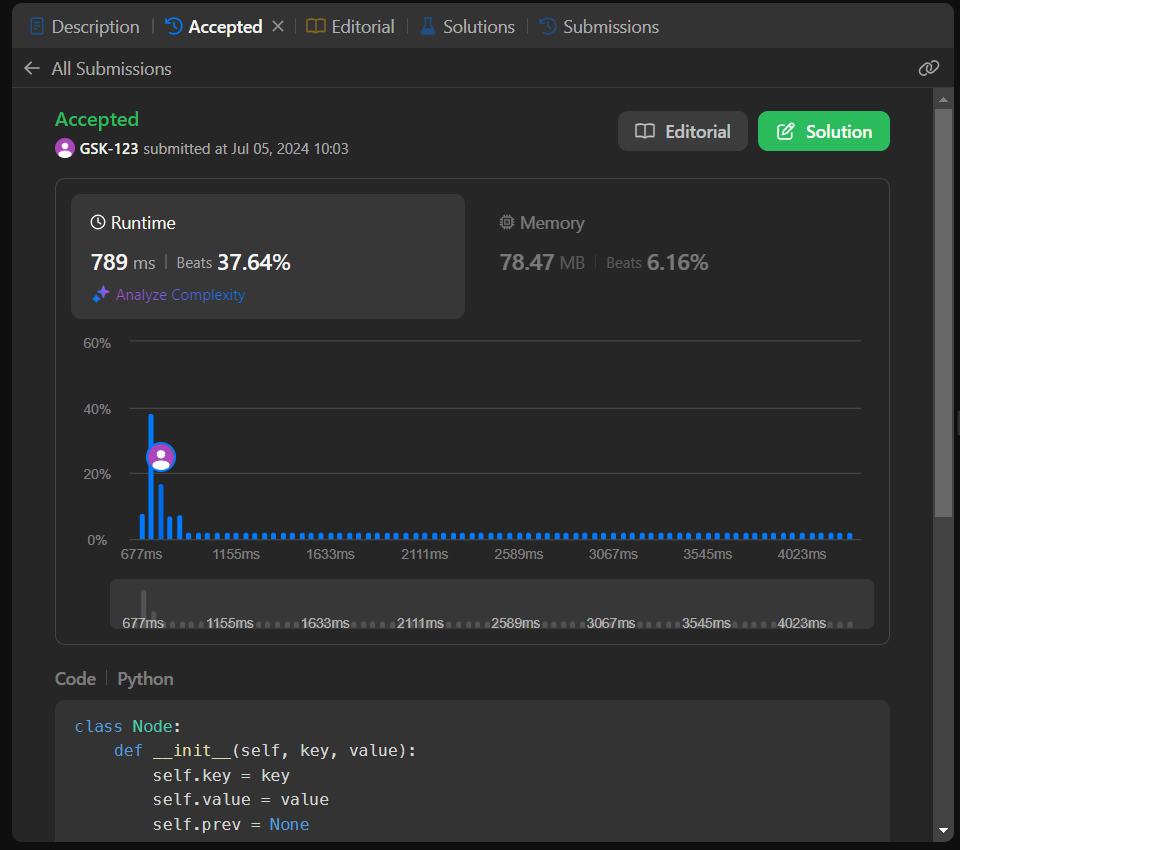 Description | Accepted × | Editorial | Solutions | Submissions
All Submissions
Accepted
GSK-123 submitted at Jul 05, 2024 10:03
Editorial
Solution
Runtime
789 ms | Beats 37.64%
Analyze Complexity
Memory
78.47 MB | Beats 6.16%
60%
40%
20%
0%
677ms 1155ms 1633ms 2111ms 2589ms 3067ms 3545ms 4023ms
677ms 1155ms 1633ms 2111ms 2589ms 3067ms 3545ms 4023ms
Code | Python
class Node:
    def __init__(self, key, value):
        self.key = key
        self.value = value
        self.prev = None